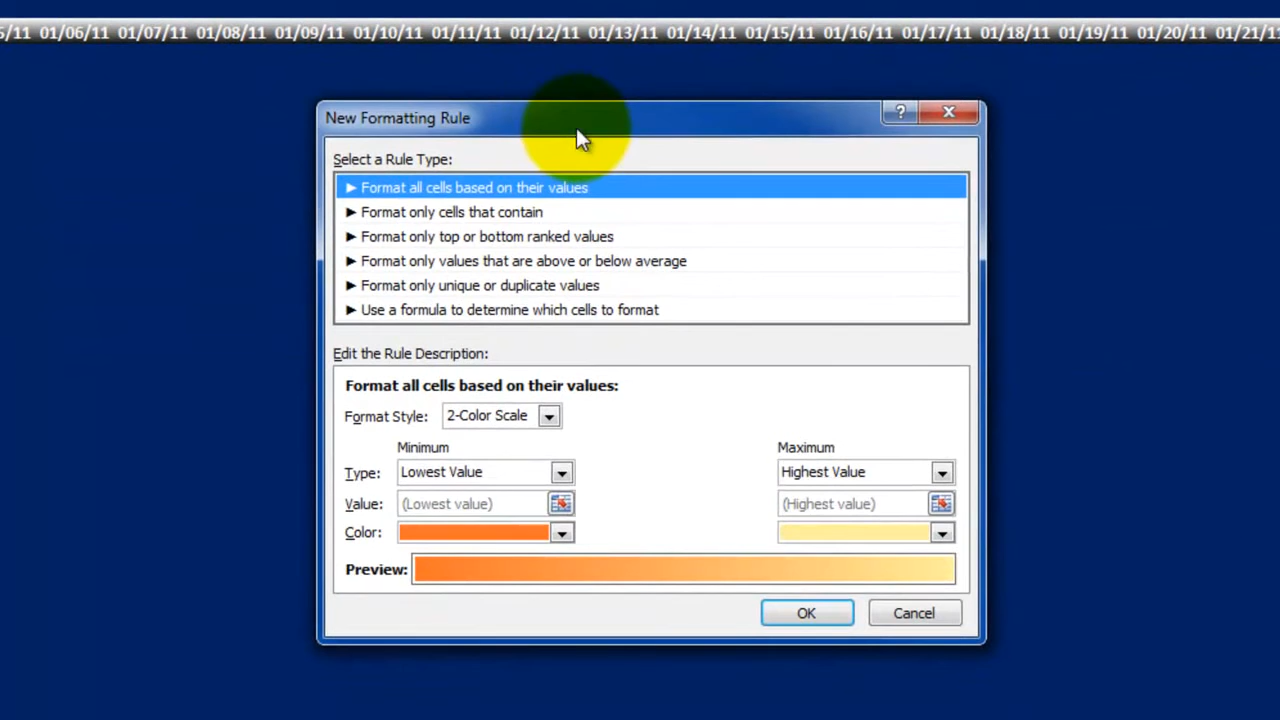 5/11 01/06/11 01/07/11 01/08/11 01/09/11 01/10/11 01/11/11 01/12/11 01/13/11 01/14/11 01/15/11 01/16/11 01/17/11 01/18/11 01/19/11 01/20/11 01/21/1
New Formatting Rule
?
Select a Rule Type:
► Format all cells based on their values
► Format only cells that contain
► Format only top or bottom ranked values
► Format only values that are above or below average
► Format only unique or duplicate values
► Use a formula to determine which cells to format
Edit the Rule Description:
Format all cells based on their values:
Format Style: 2-Color Scale
Minimum Maximum
Type: Lowest Value Highest Value
Value: (Lowest value) (Highest value)
Color:
Preview:
OK Cancel